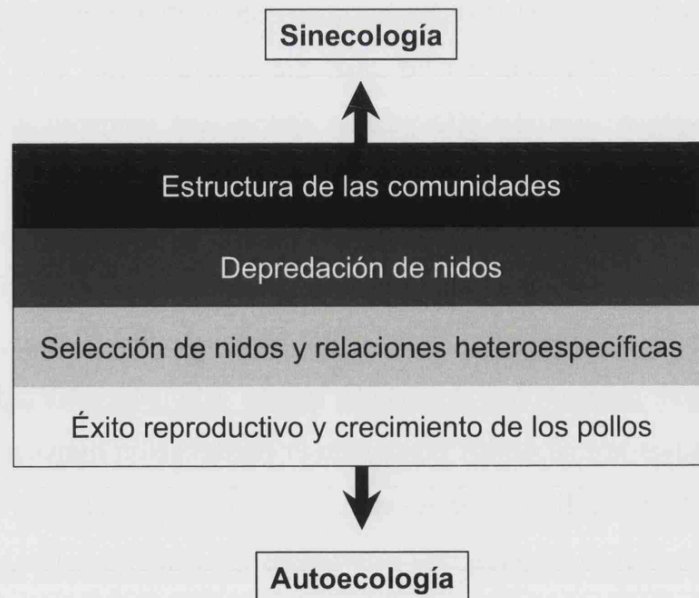 Sinecología
Estructura de las comunidades
Depredación de nidos
Selección de nidos y relaciones heteroespecíficas
Éxito reproductivo y crecimiento de los pollos
Autoecología